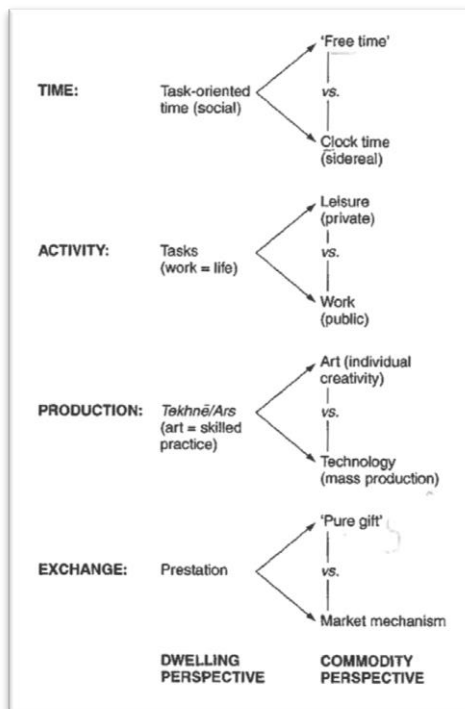 'Free time'
TIME: Task-oriented vs.
time (social)
Clock time
(sidereal)
Leisure
(private)
ACTIVITY: Tasks vs.
(work = life)
Work
(public)
Art (individual
creativity)
PRODUCTION: Tekhnē/Ars vs.
(art = skilled
practice)
Technology
(mass production)
'Pure gift'
EXCHANGE: Prestation vs.
Market mechanism
DWELLING COMMODITY
PERSPECTIVE PERSPECTIVE